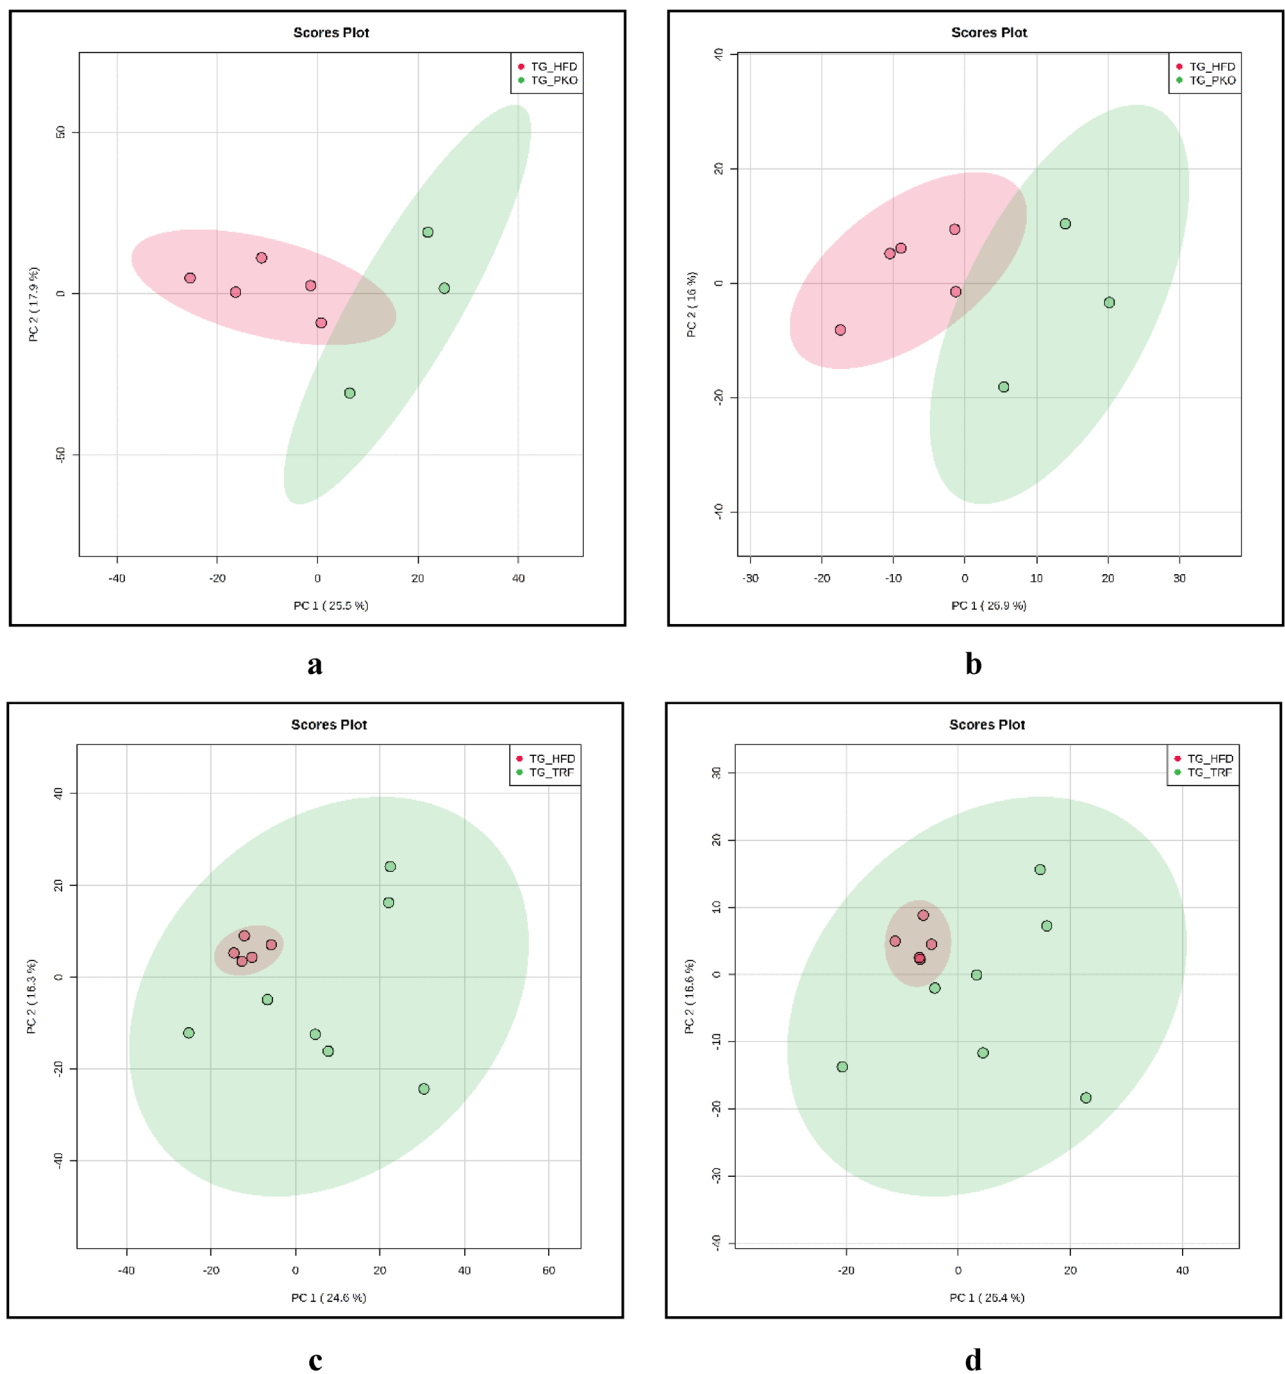 Scores Plot
TG_HFD
TG_PKO
PC 2 ( 17.9 %)
50
0
-50
-40
-20
0
20
40
PC 1 ( 25.5 %)
a
Scores Plot
TG_HFD
TG_PKO
PC 2 ( 16 %)
40
20
0
-20
-40
-30
-20
-10
0
10
20
30
PC 1 ( 26.9 %)
b
Scores Plot
TG_HFD
TG_TRF
PC 2 ( 16.3 %)
40
20
0
-20
-40
-40
-20
0
20
40
60
PC 1 ( 24.6 %)
c
Scores Plot
TG_HFD
TG_TRF
PC 2 ( 16.6 %)
30
20
10
0
-10
-20
-30
-40
-20
0
20
40
PC 1 ( 26.4 %)
d